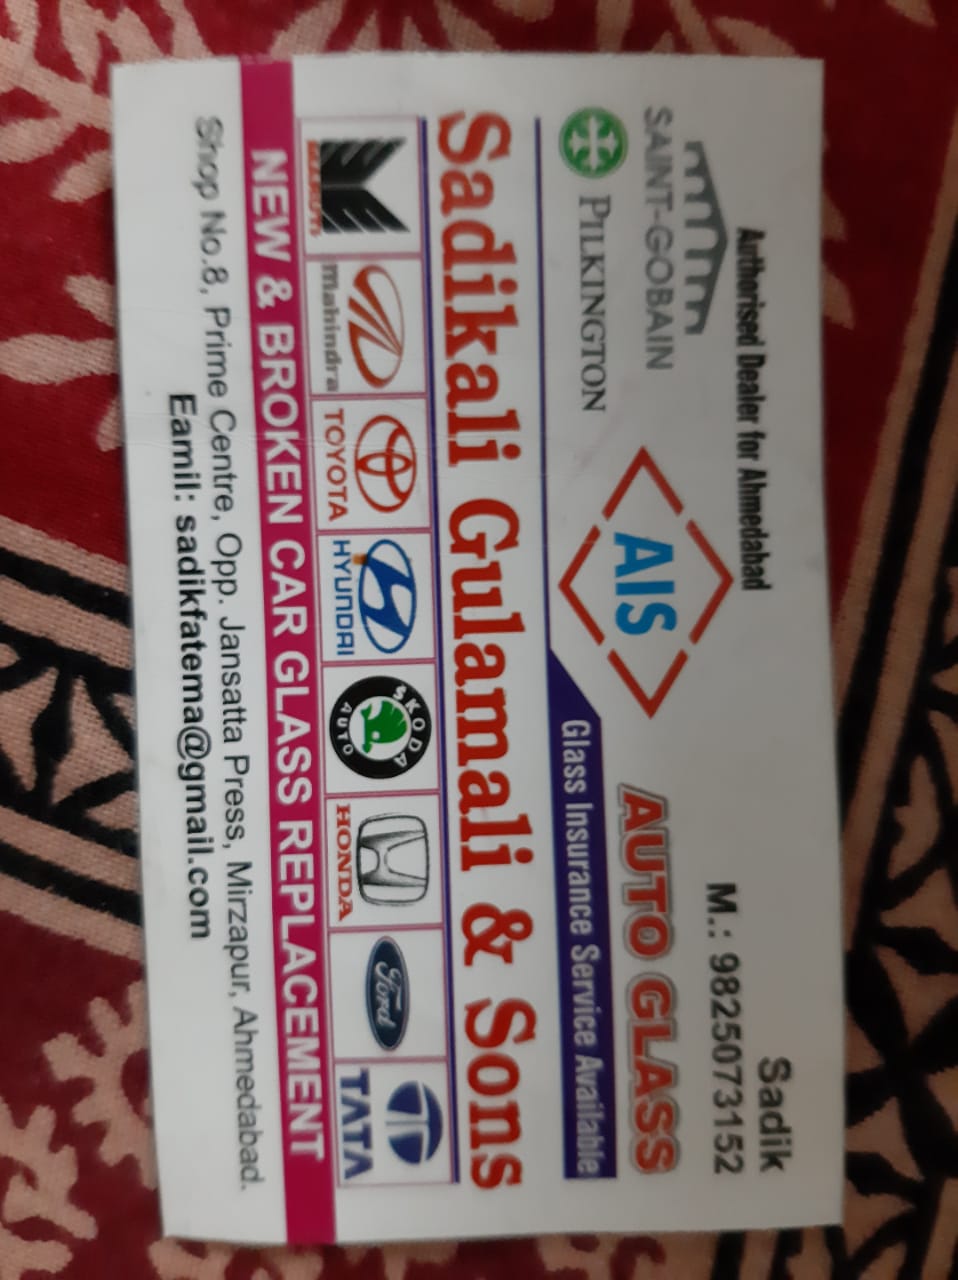 Authorised Dealer for Ahmedabad
SAINT-GOBAIN
PILKINGTON
AIS
Sadik
M.: 9825073152
AUTO GLASS
Glass Insurance Service Available
Sadikali Gulamali & Sons
MARUTI
Mahindra
TOYOTA
HYUNDAI
ŠKODA
AUTO
HONDA
Ford
TATA
NEW & BROKEN CAR GLASS REPLACEMENT
Shop No.8, Prime Centre, Opp. Jansatta Press, Mirzapur, Ahmedabad.
Eamil: sadikfatema@gmail.com